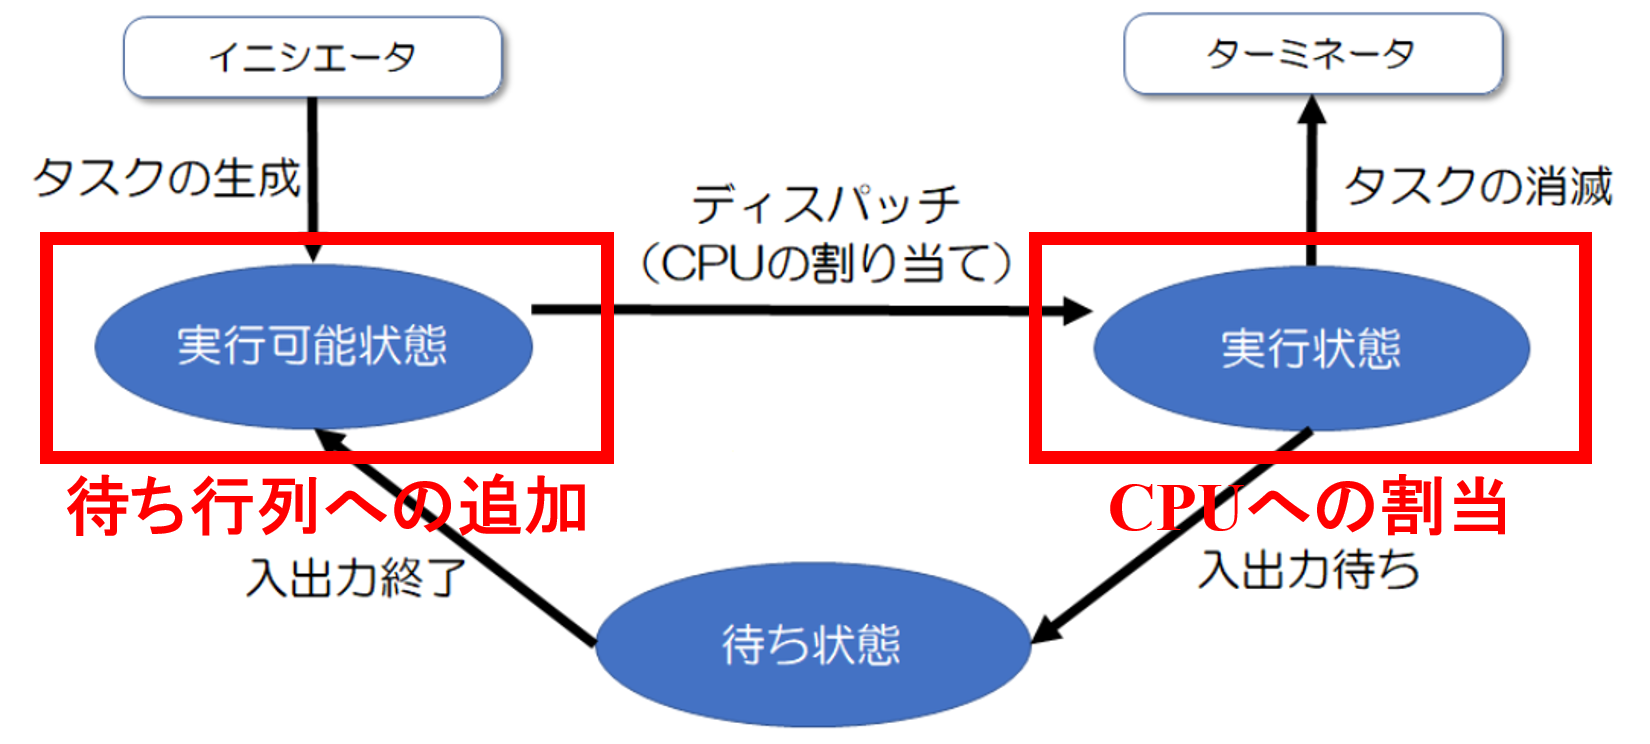 イニシエータ
ターミネータ
タスクの生成
ディスパッチ
（CPUの割り当て）
タスクの消滅
実行可能状態
実行状態
待ち行列への追加
CPUへの割当
入出力終了
入出力待ち
待ち状態